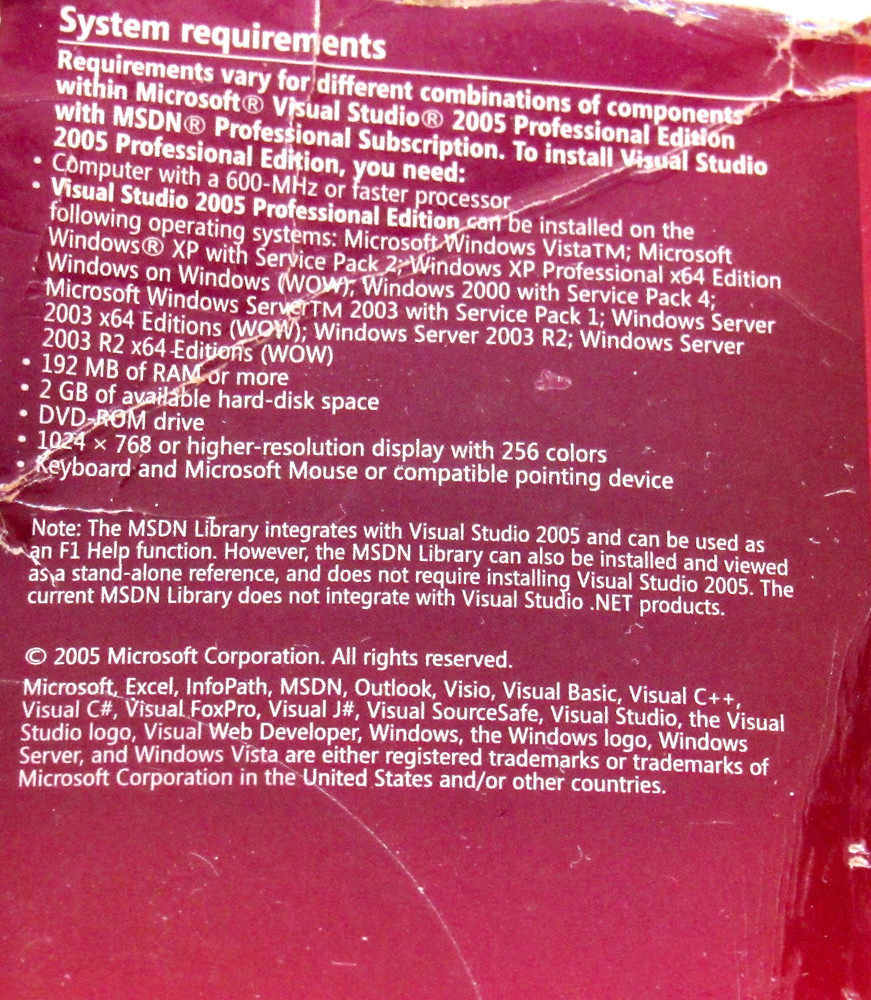 System requirements
Requirements vary for different combinations of components
within Microsoft® Visual Studio® 2005 Professional Edition
with MSDN® Professional Subscription. To install Visual Studio
2005 Professional Edition, you need:
• Computer with a 600-MHz or faster processor
• Visual Studio 2005 Professional Edition can be installed on the
following operating systems: Microsoft Windows Vista™; Microsoft
Windows® XP with Service Pack 2; Windows XP Professional x64 Edition
Windows on Windows (WOW); Windows 2000 with Service Pack 4;
Microsoft Windows Server™ 2003 with Service Pack 1; Windows Server
2003 x64 Editions (WOW); Windows Server 2003 R2; Windows Server
2003 R2 x64 Editions (WOW)
• 192 MB of RAM or more
• 2 GB of available hard-disk space
• DVD-ROM drive
• 1024 × 768 or higher-resolution display with 256 colors
• Keyboard and Microsoft Mouse or compatible pointing device
Note: The MSDN Library integrates with Visual Studio 2005 and can be used as
an F1 Help function. However, the MSDN Library can also be installed and viewed
as a stand-alone reference, and does not require installing Visual Studio 2005. The
current MSDN Library does not integrate with Visual Studio .NET products.
© 2005 Microsoft Corporation. All rights reserved.
Microsoft, Excel, InfoPath, MSDN, Outlook, Visio, Visual Basic, Visual C++,
Visual C#, Visual FoxPro, Visual J#, Visual SourceSafe, Visual Studio, the Visual
Studio logo, Visual Web Developer, Windows, the Windows logo, Windows
Server, and Windows Vista are either registered trademarks or trademarks of
Microsoft Corporation in the United States and/or other countries.